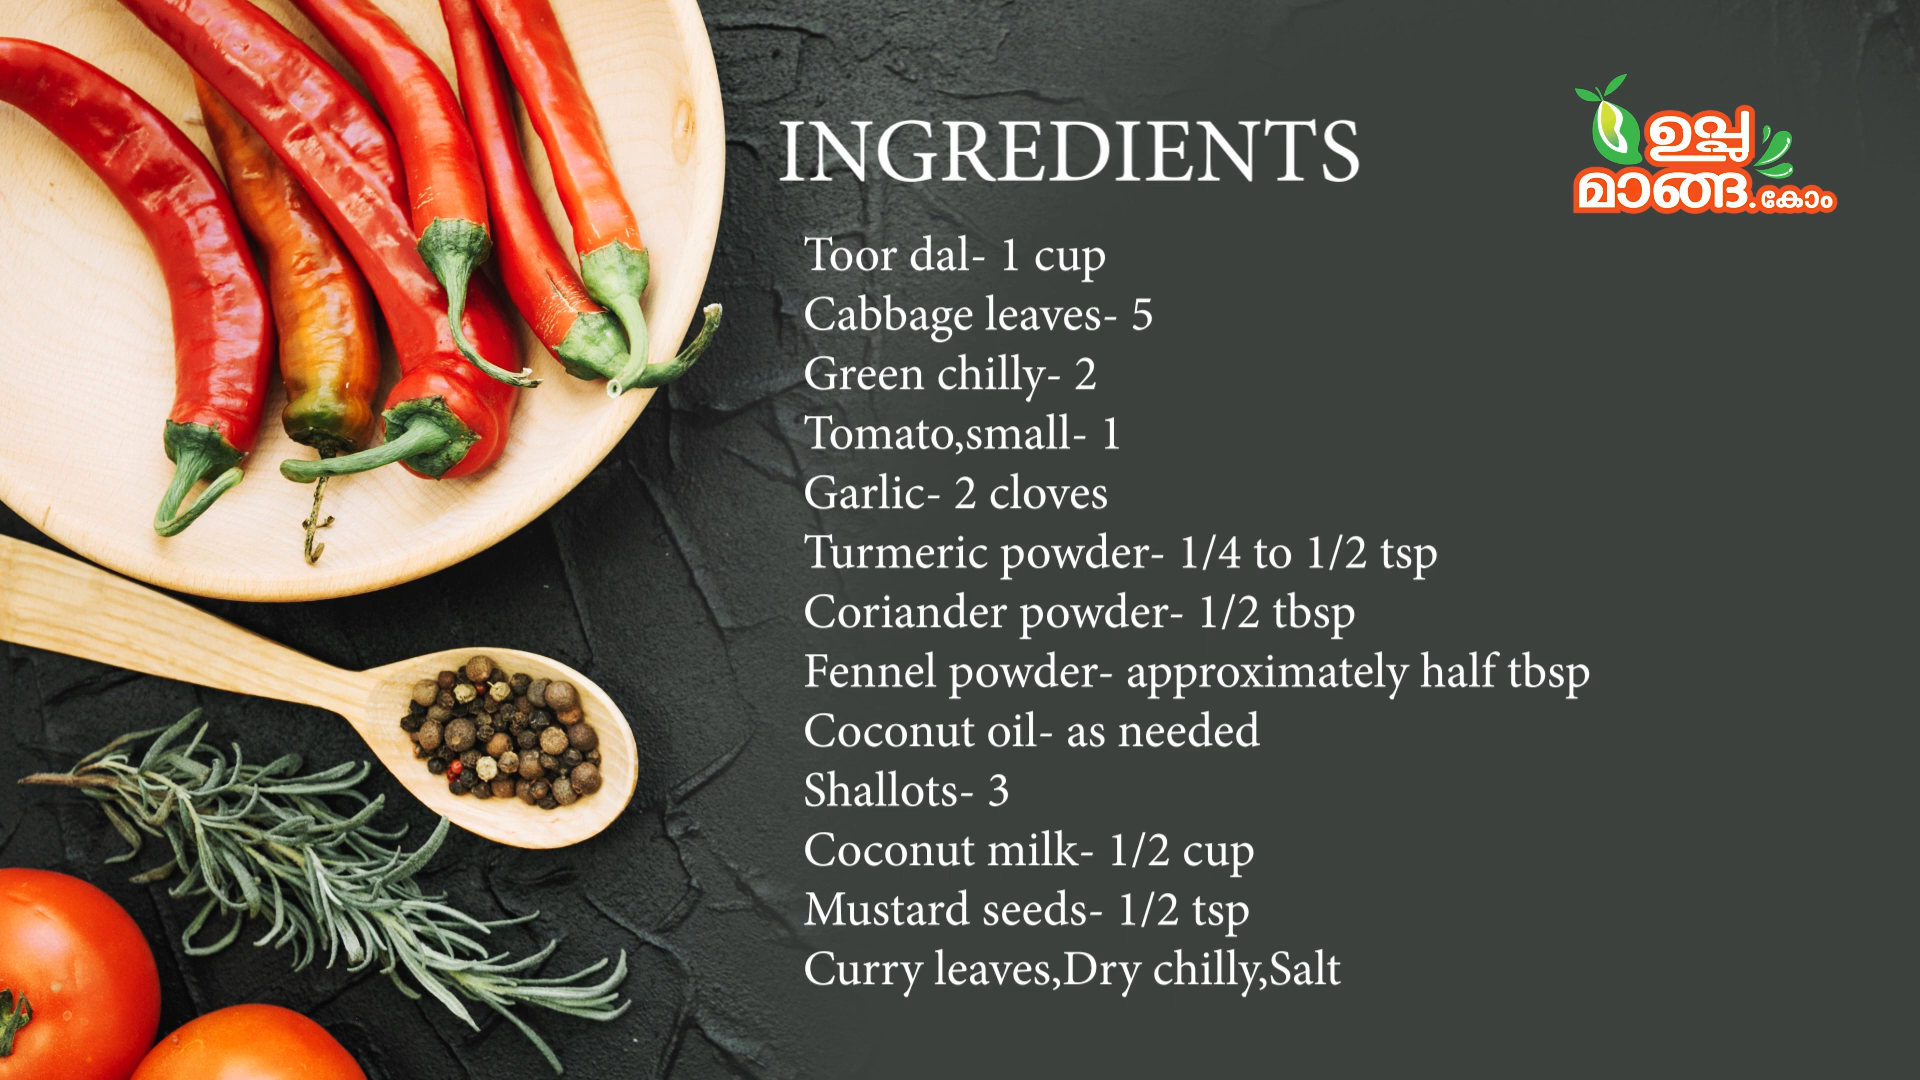 INGREDIENTS
ഉപ്പു
മാങ്ങ.കോം
Toor dal- 1 cup
Cabbage leaves- 5
Green chilly- 2
Tomato,small- 1
Garlic- 2 cloves
Turmeric powder- 1/4 to 1/2 tsp
Coriander powder- 1/2 tbsp
Fennel powder- approximately half tbsp
Coconut oil- as needed
Shallots- 3
Coconut milk- 1/2 cup
Mustard seeds- 1/2 tsp
Curry leaves,Dry chilly,Salt